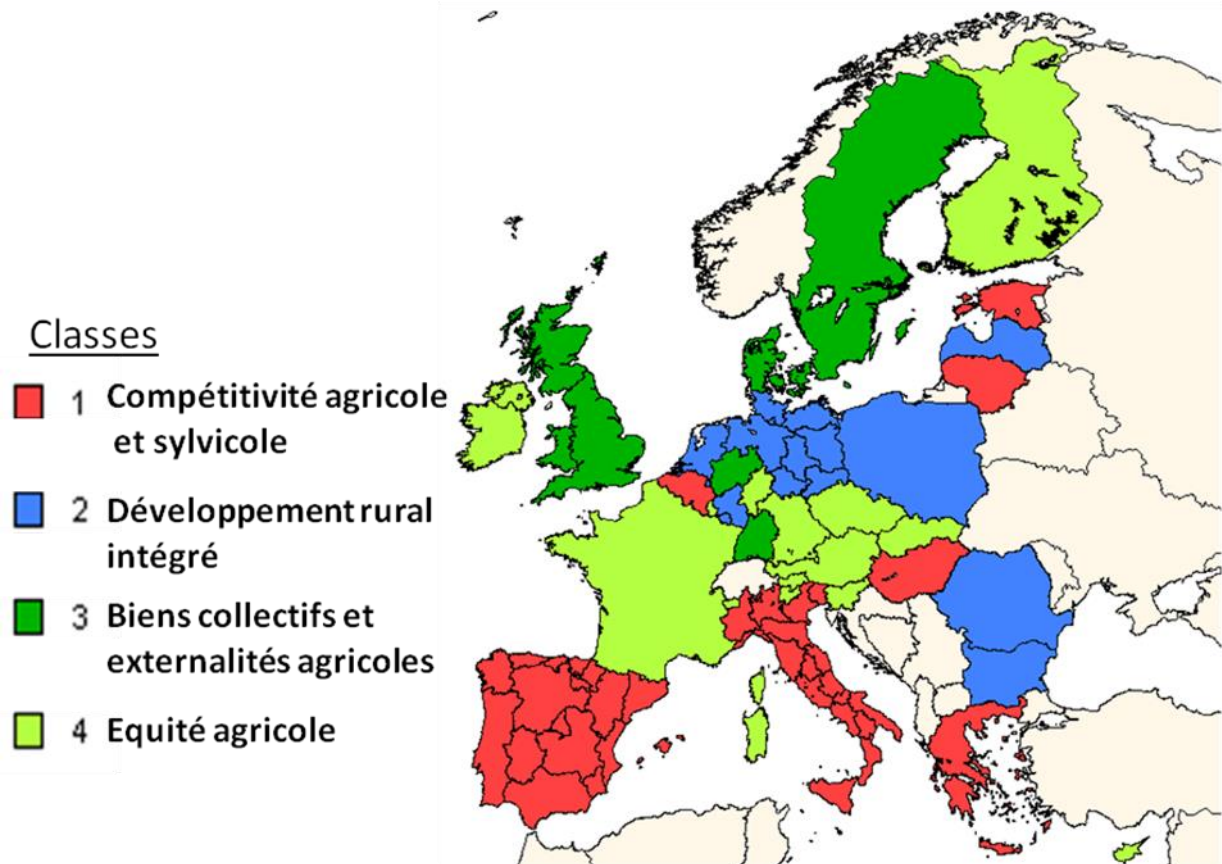 Classes
1 Compétitivité agricole
et sylvicole
2 Développement rural
intégré
3 Biens collectifs et
externalités agricoles
4 Equité agricole